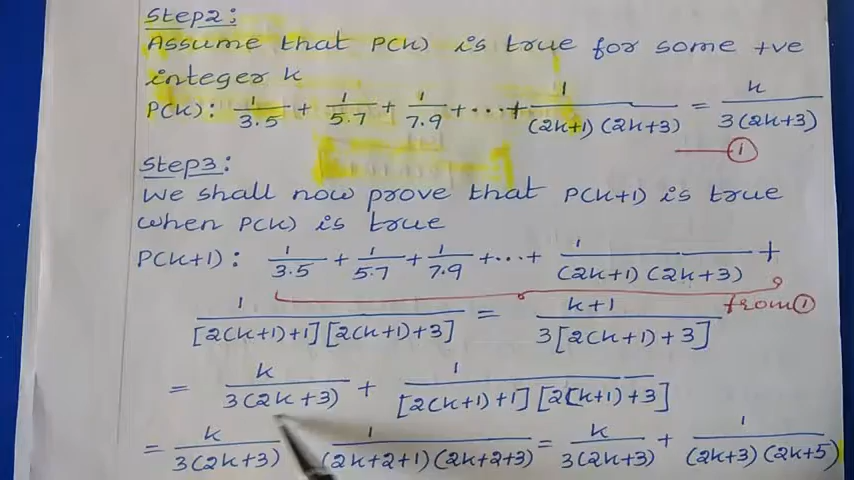 Step2:
Assume that P(k) is true for some +ve
integer k
P(k): 1/3.5 + 1/5.7 + 1/7.9 + ... + 1/(2k+1)(2k+3) = k/3(2k+3)
①
Step3:
We shall now prove that P(k+1) is true
when P(k) is true
P(k+1): 1/3.5 + 1/5.7 + 1/7.9 + ... + 1/(2k+1)(2k+3) +
1/[2(k+1)+1][2(k+1)+3] = k+1/3[2(k+1)+3] from ①
= k/3(2k+3) + 1/[2(k+1)+1][2(k+1)+3]
= k/3(2k+3) 1/(2k+2+1)(2k+2+3) = k/3(2k+3) + 1/(2k+3)(2k+5)